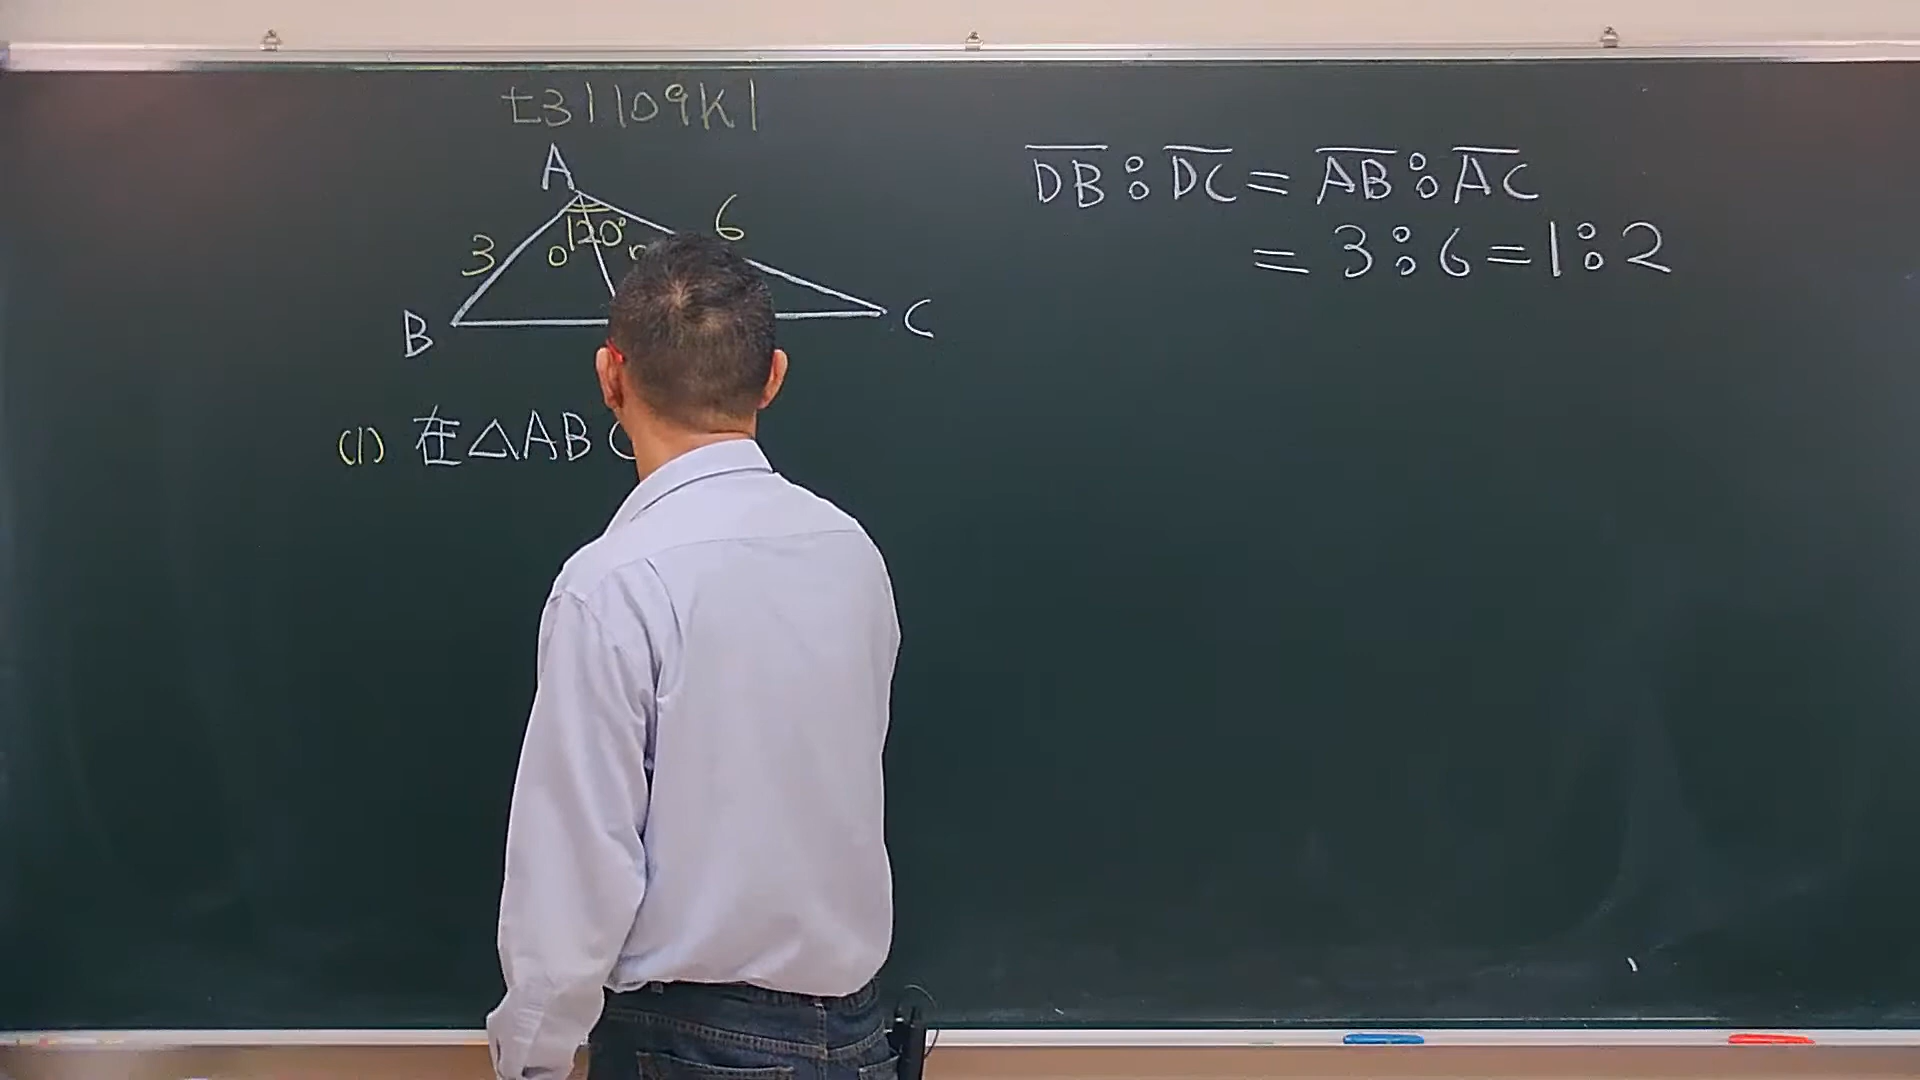 t31109K1
A
3
120°
6
B
C
(1) 在△ABC
DB : DC = AB : AC
= 3 : 6 = 1 : 2